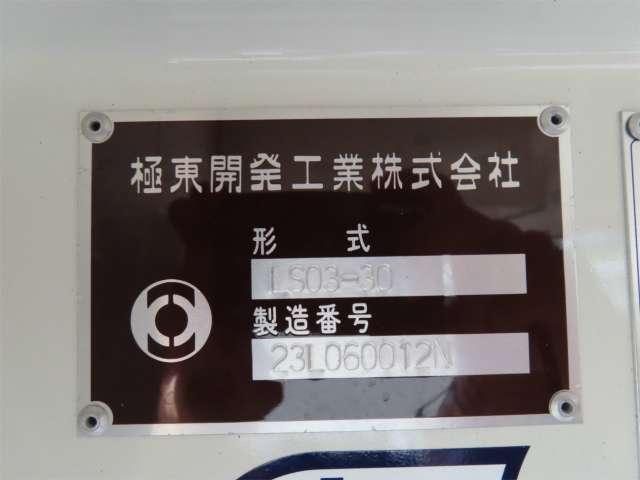 極東開発工業株式会社
形 式
LS03-30
製造番号
23L060012N